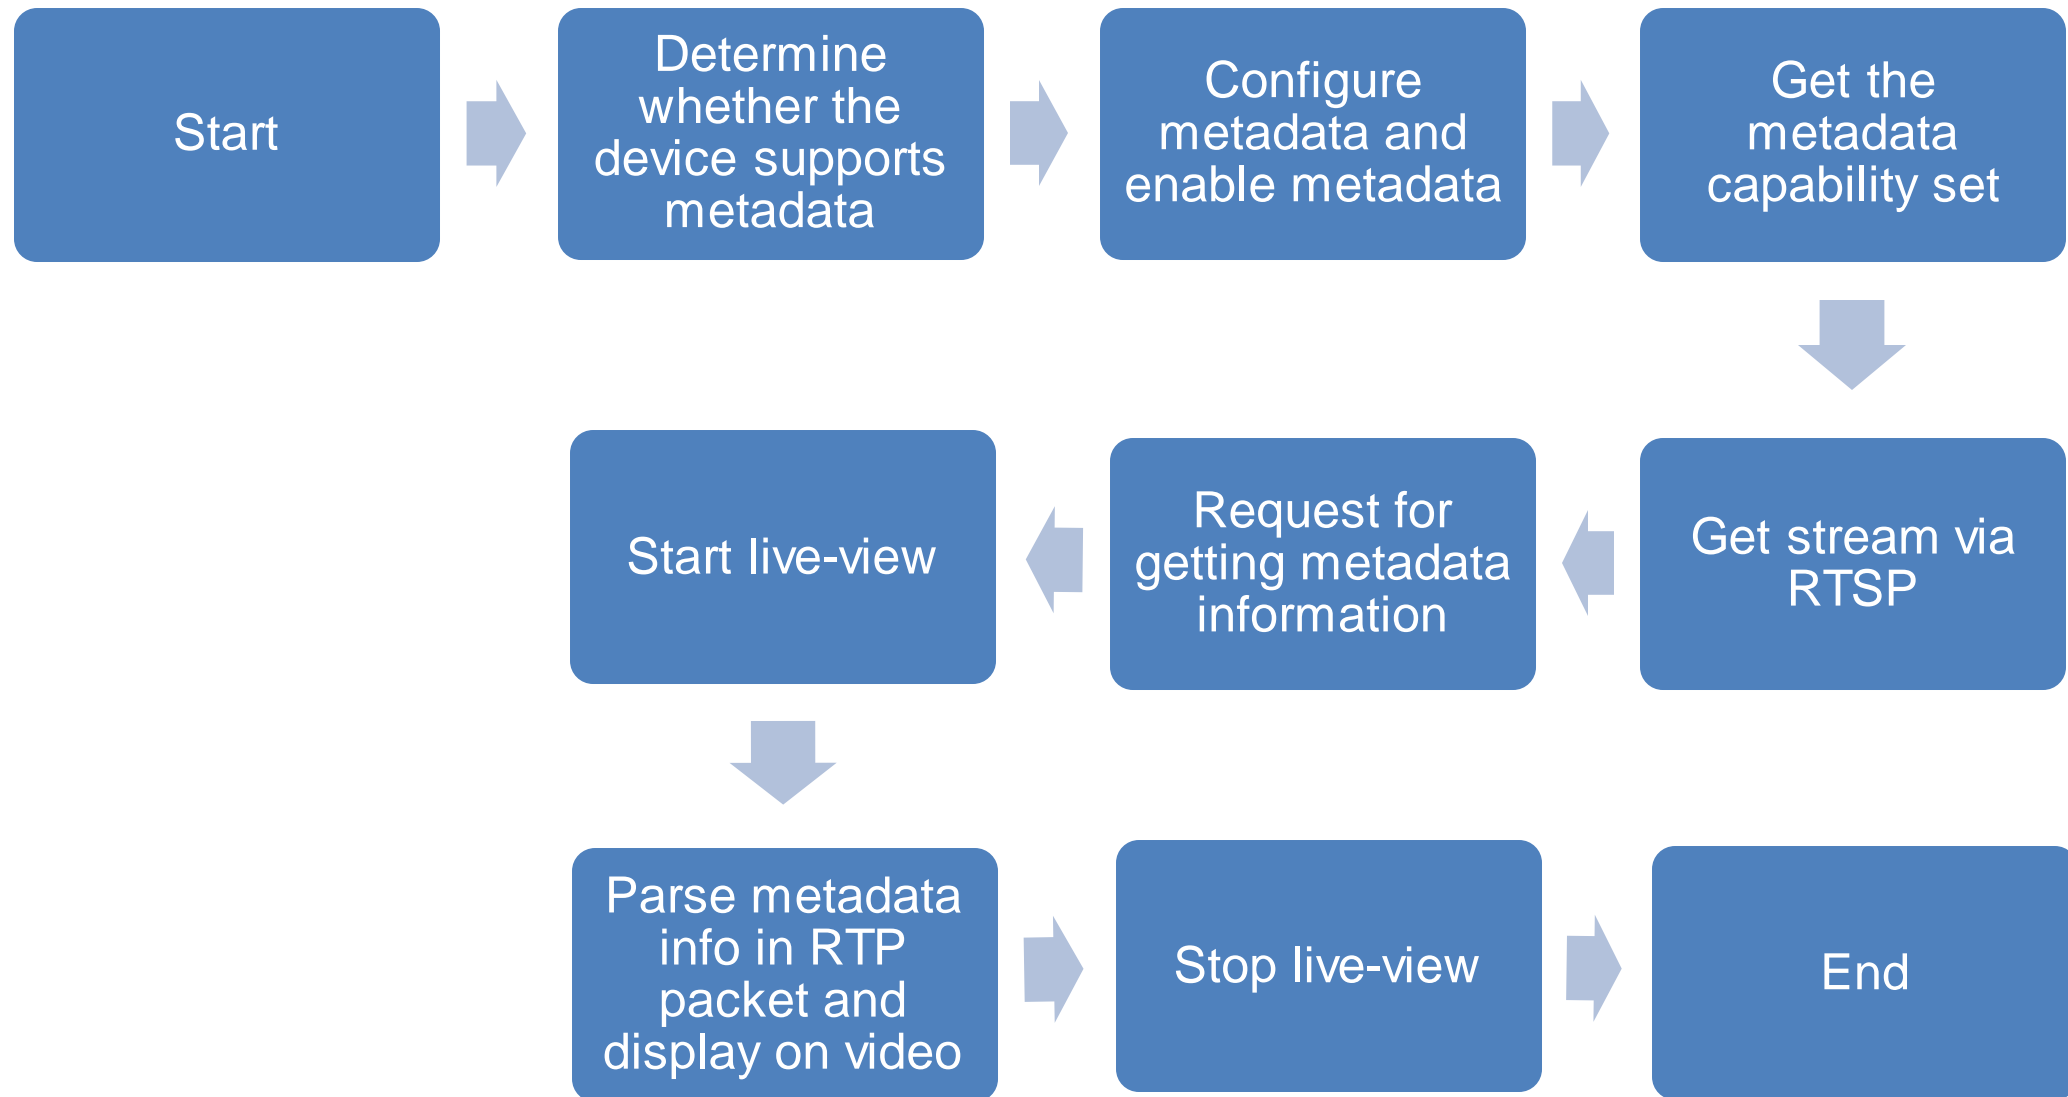 Start
Determine
whether the
device supports
metadata
Configure
metadata and
enable metadata
Get the
metadata
capability set
Get stream via
RTSP
Request for
getting metadata
information
Start live-view
Parse metadata
info in RTP
packet and
display on video
Stop live-view
End